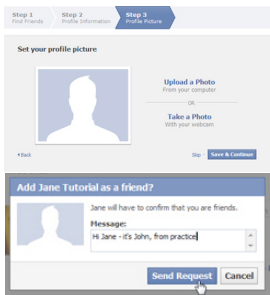 Step 1 Step 2 Step 3
Find Friends Profile Information Profile Picture
Set your profile picture
Upload a Photo
From your computer
OR
Take a Photo
With your webcam
◂ Back Skip · Save & Continue
Add Jane Tutorial as a friend?
Jane will have to confirm that you are friends.
Message:
Hi Jane - it's John, from practice
Send Request Cancel